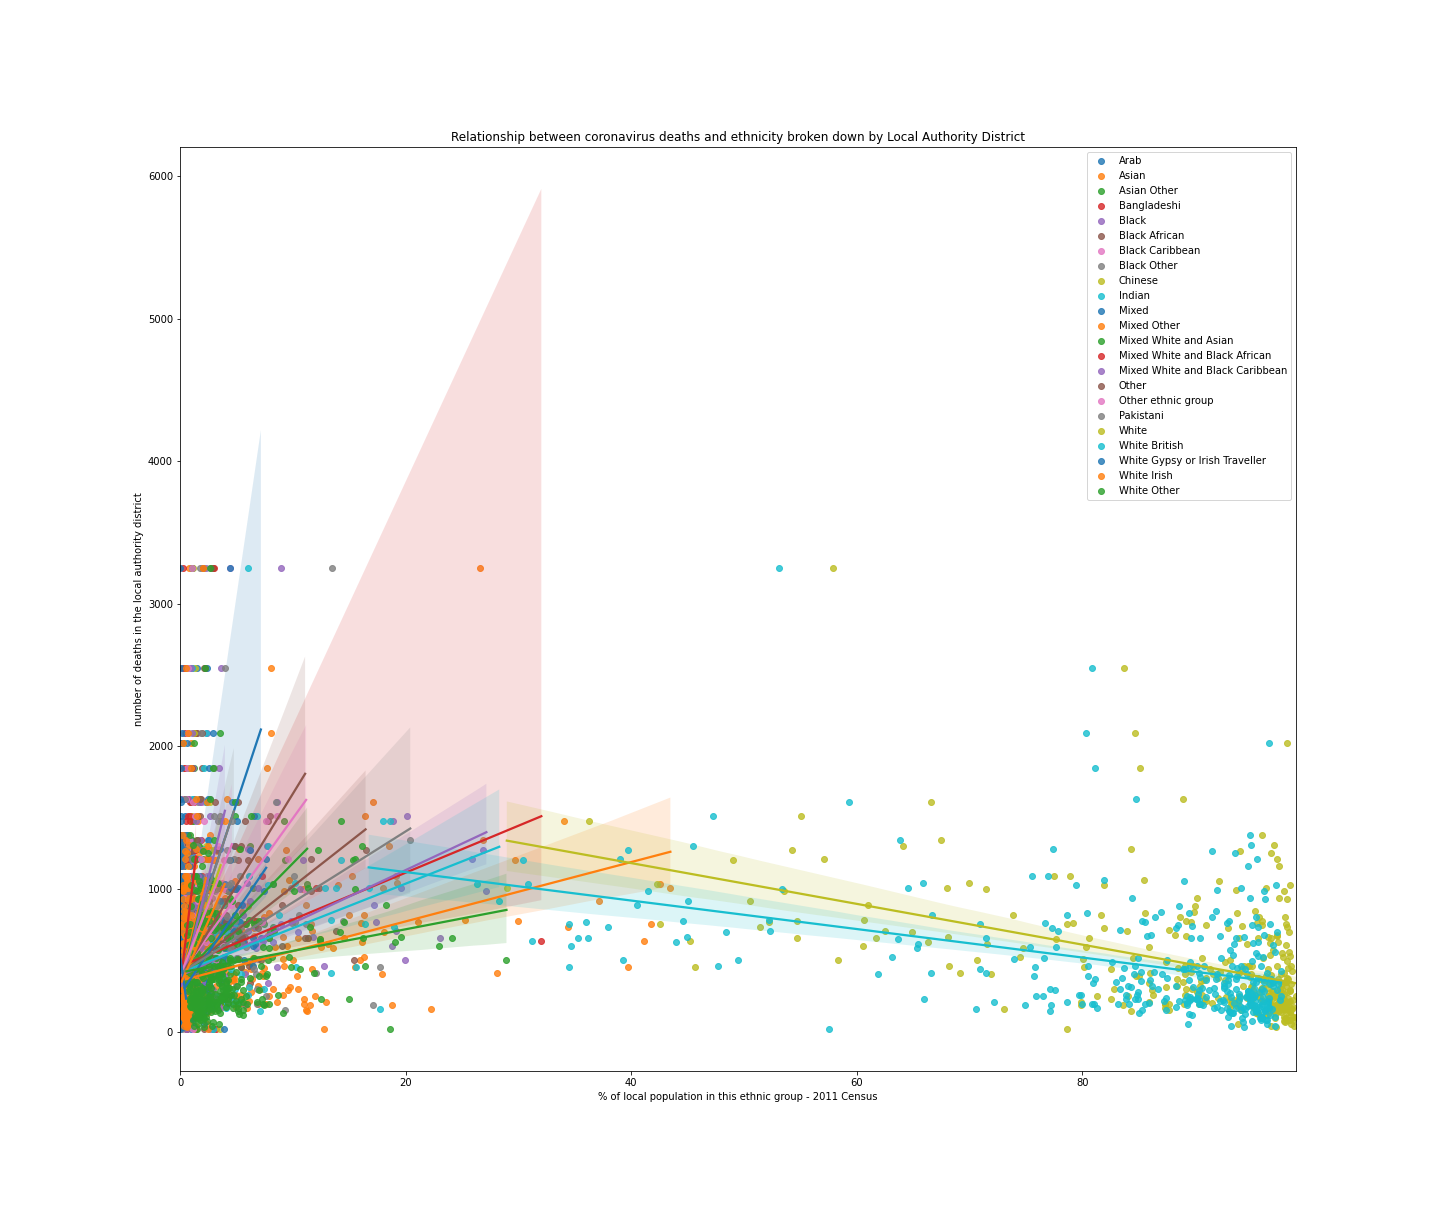 Relationship between coronavirus deaths and ethnicity broken down by Local Authority District
6000
5000
4000
3000
2000
1000
0
number of deaths in the local authority district
Arab
Asian
Asian Other
Bangladeshi
Black
Black African
Black Caribbean
Black Other
Chinese
Indian
Mixed
Mixed Other
Mixed White and Asian
Mixed White and Black African
Mixed White and Black Caribbean
Other
Other ethnic group
Pakistani
White
White British
White Gypsy or Irish Traveller
White Irish
White Other
0 20 40 60 80
% of local population in this ethnic group - 2011 Census